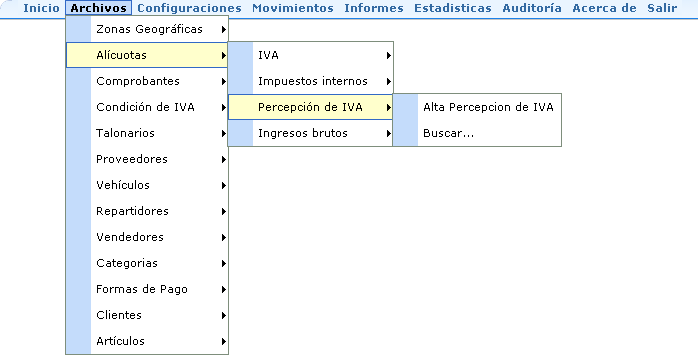 Inicio Archivos Configuraciones Movimientos Informes Estadisticas Auditoría Acerca de Salir
Zonas Geográficas
Alícuotas
Comprobantes
Condición de IVA
Talonarios
Proveedores
Vehículos
Repartidores
Vendedores
Categorias
Formas de Pago
Clientes
Artículos
IVA
Impuestos internos
Percepción de IVA
Ingresos brutos
Alta Percepcion de IVA
Buscar...